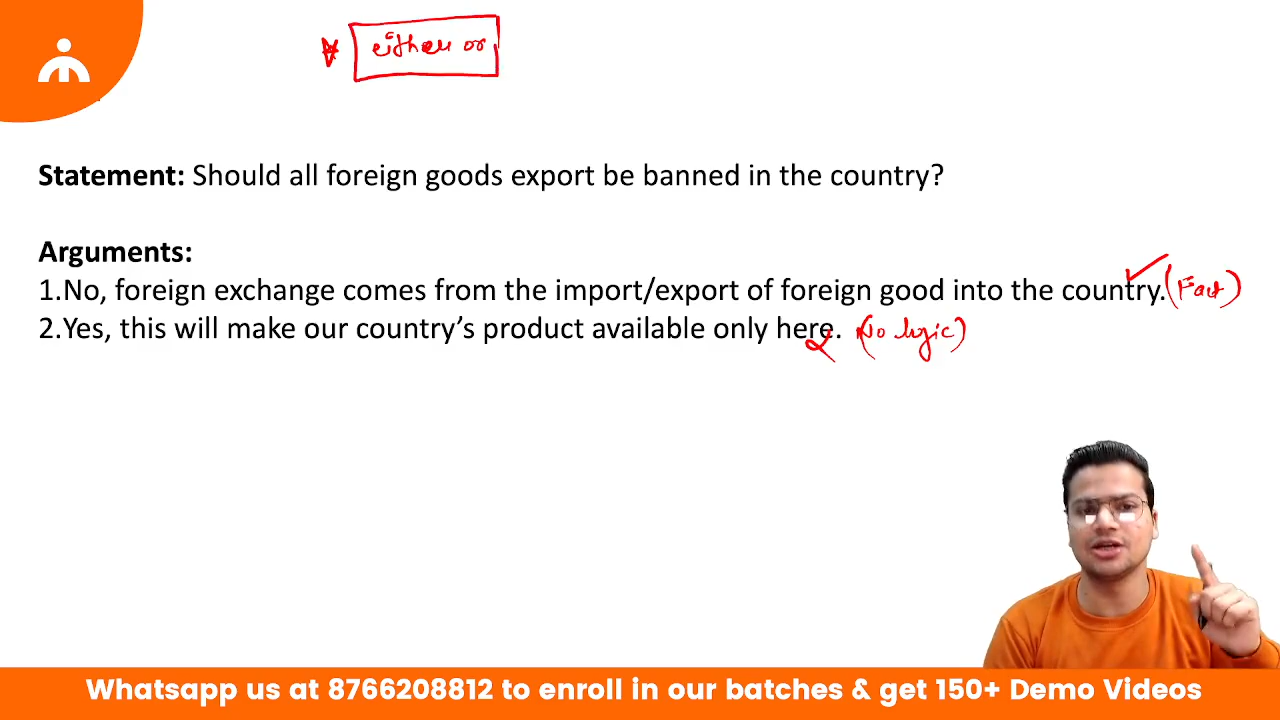 either or
Statement: Should all foreign goods export be banned in the country?
Arguments:
1.No, foreign exchange comes from the import/export of foreign good into the country. (Fact)
2.Yes, this will make our country's product available only here. (No logic)
Whatsapp us at 8766208812 to enroll in our batches & get 150+ Demo Videos